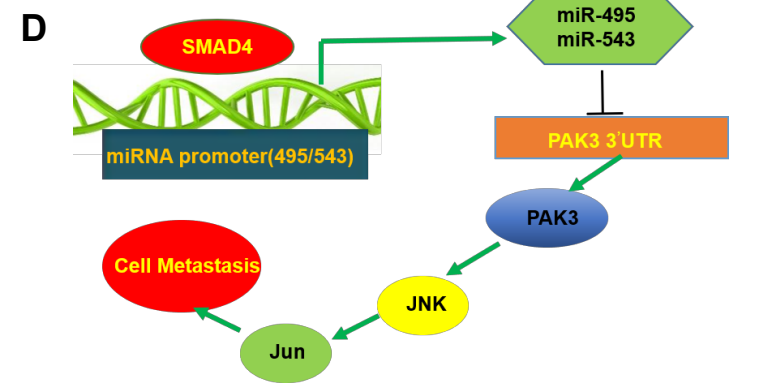 D
SMAD4
miR-495
miR-543
miRNA promoter(495/543)
PAK3 3'UTR
PAK3
Cell Metastasis
JNK
Jun